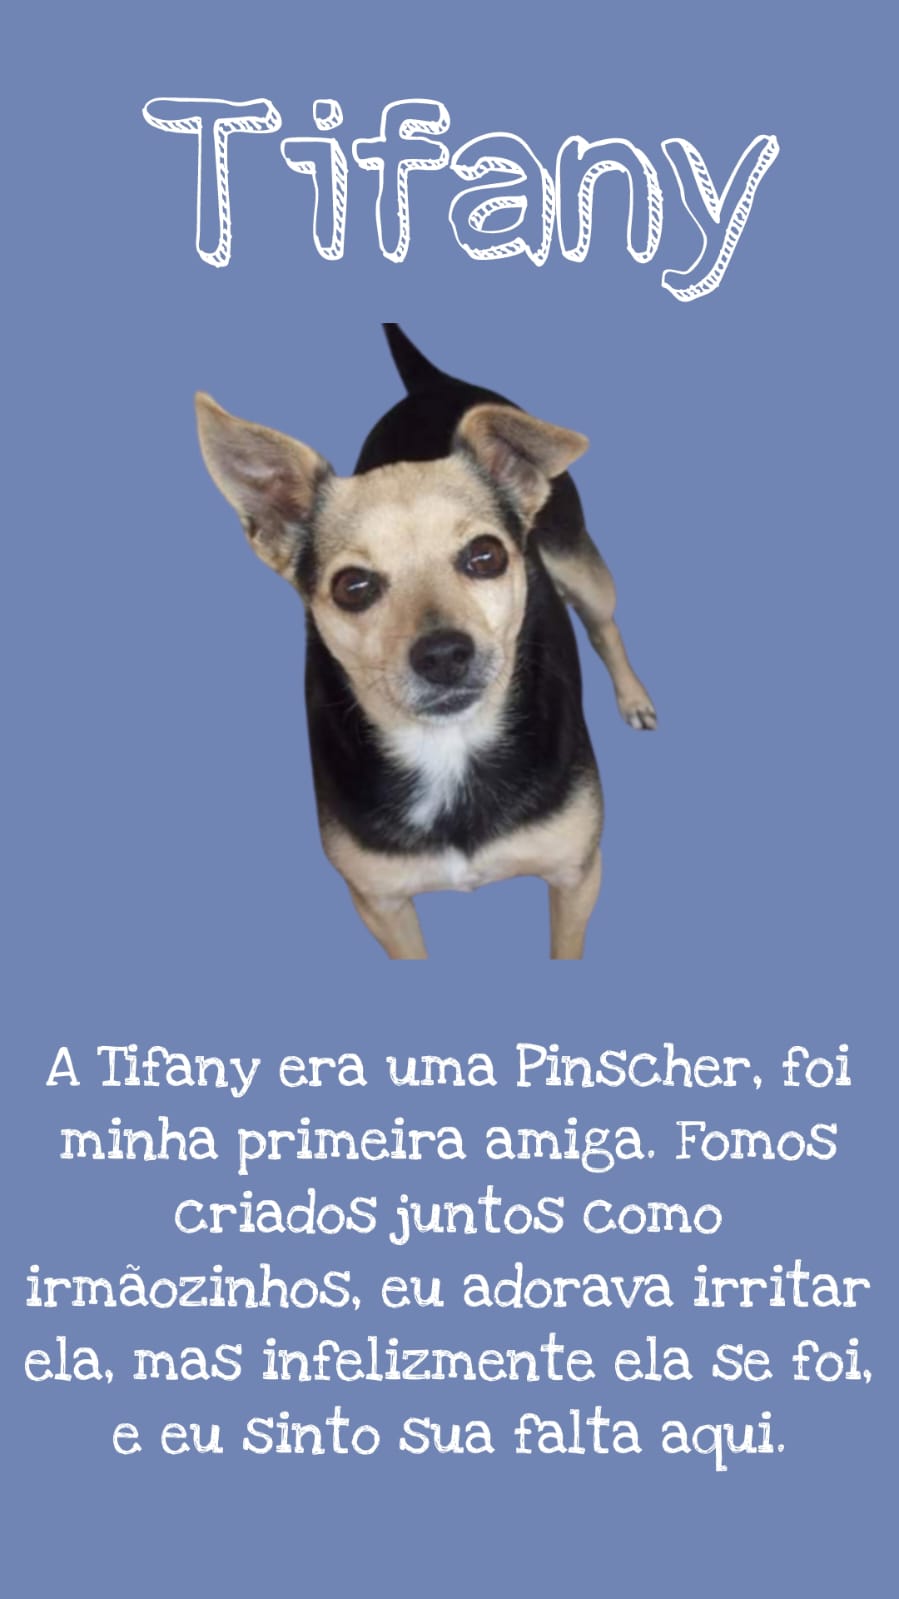 Tifany
A Tifany era uma Pinscher, foi
minha primeira amiga. Fomos
criados juntos como
irmãozinhos, eu adorava irritar
ela, mas infelizmente ela se foi,
e eu sinto sua falta aqui.